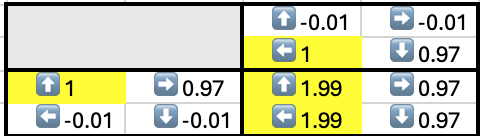 ⬆️ -0.01 ➡️ -0.01
⬅️ 1 ⬇️ 0.97
⬆️ 1 ➡️ 0.97 ⬆️ 1.99 ➡️ 0.97
⬅️ -0.01 ⬇️ -0.01 ⬅️ 1.99 ⬇️ 0.97